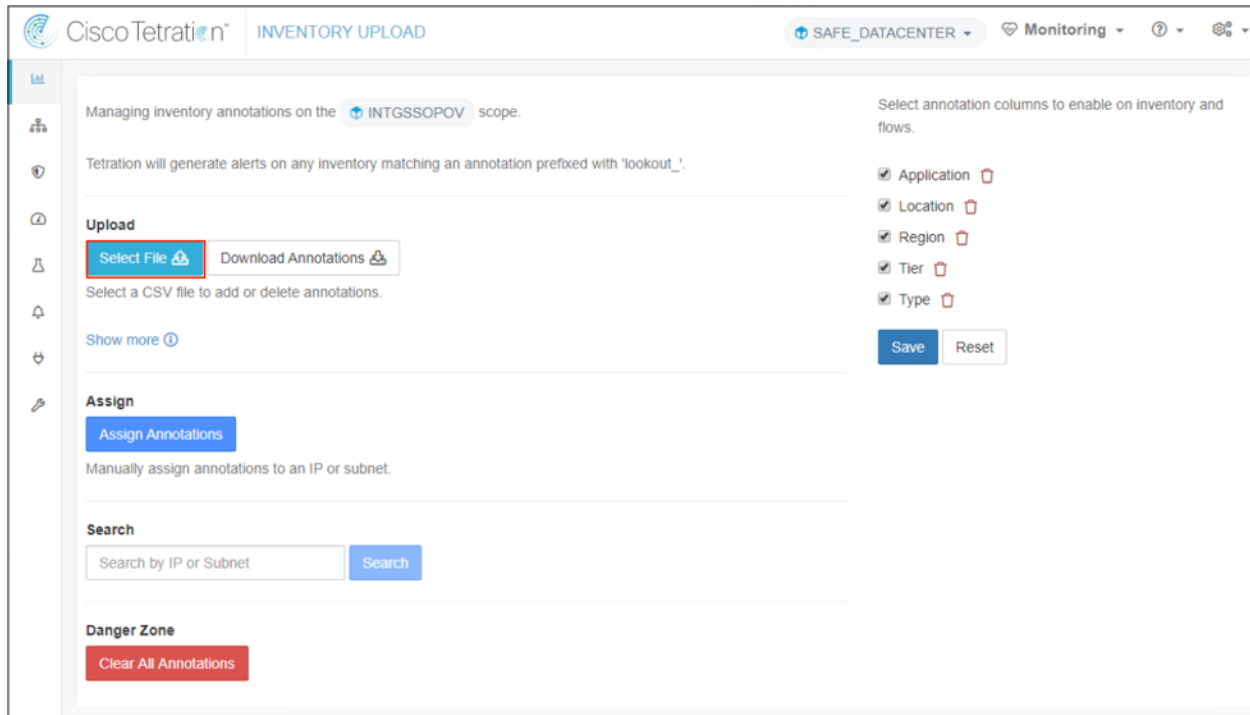 Cisco Tetration™ INVENTORY UPLOAD SAFE_DATACENTER Monitoring
Managing inventory annotations on the INTGSSOPOV scope.
Tetration will generate alerts on any inventory matching an annotation prefixed with 'lookout_'.
Upload
Select File Download Annotations
Select a CSV file to add or delete annotations.
Show more
Assign
Assign Annotations
Manually assign annotations to an IP or subnet.
Search
Search by IP or Subnet Search
Danger Zone
Clear All Annotations
Select annotation columns to enable on inventory and
flows.
Application
Location
Region
Tier
Type
Save Reset